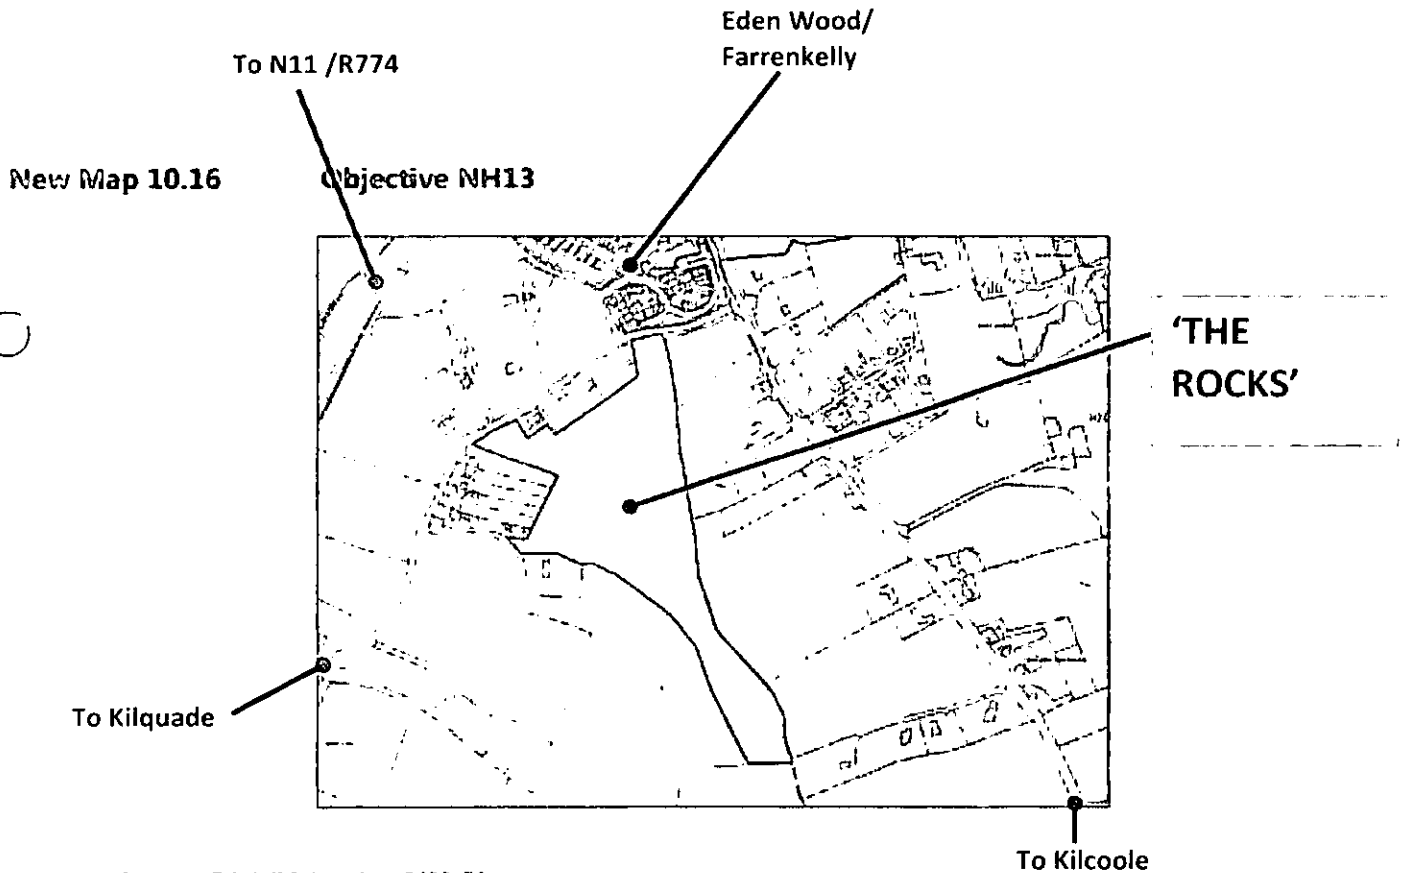 Eden Wood/
Farrenkelly
To N11 /R774
New Map 10.16 Objective NH13
‘THE
ROCKS’
To Kilquade
To Kilcoole